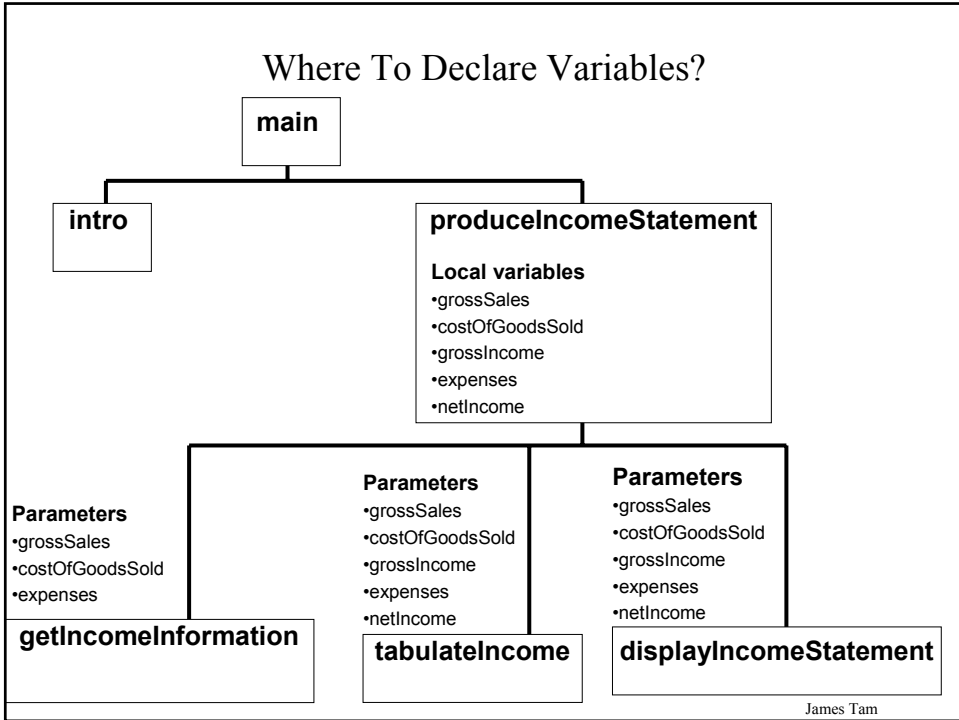 Where To Declare Variables?
main
intro
produceIncomeStatement
Local variables
•grossSales
•costOfGoodsSold
•grossIncome
•expenses
•netIncome
Parameters
•grossSales
•costOfGoodsSold
•expenses
getIncomeInformation
Parameters
•grossSales
•costOfGoodsSold
•grossIncome
•expenses
•netIncome
tabulateIncome
Parameters
•grossSales
•costOfGoodsSold
•grossIncome
•expenses
•netIncome
displayIncomeStatement
James Tam